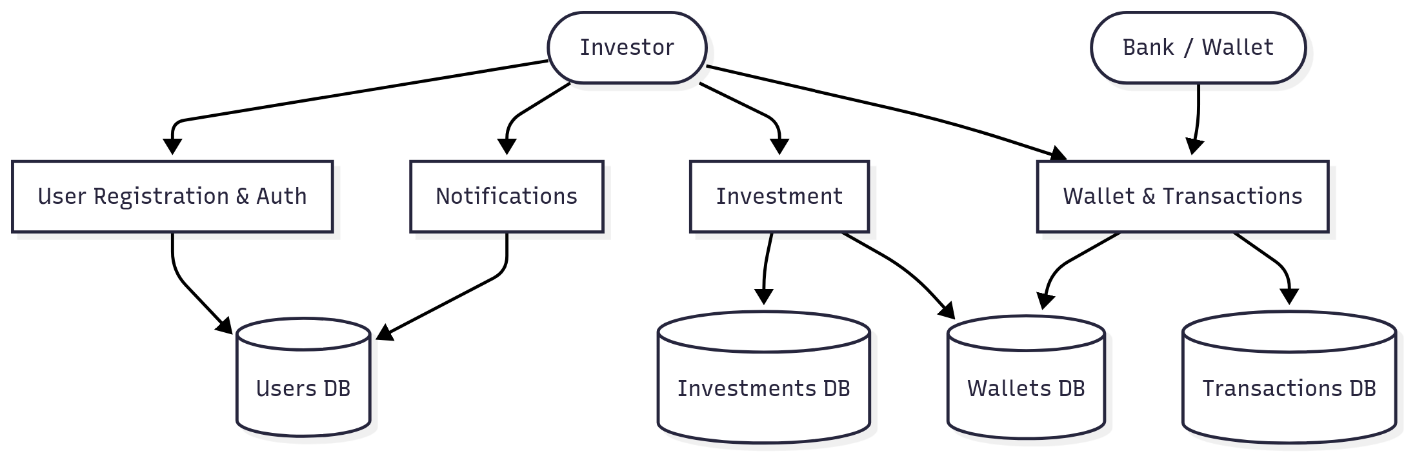 Investor
Bank / Wallet
User Registration & Auth
Notifications
Investment
Wallet & Transactions
Users DB
Investments DB
Wallets DB
Transactions DB